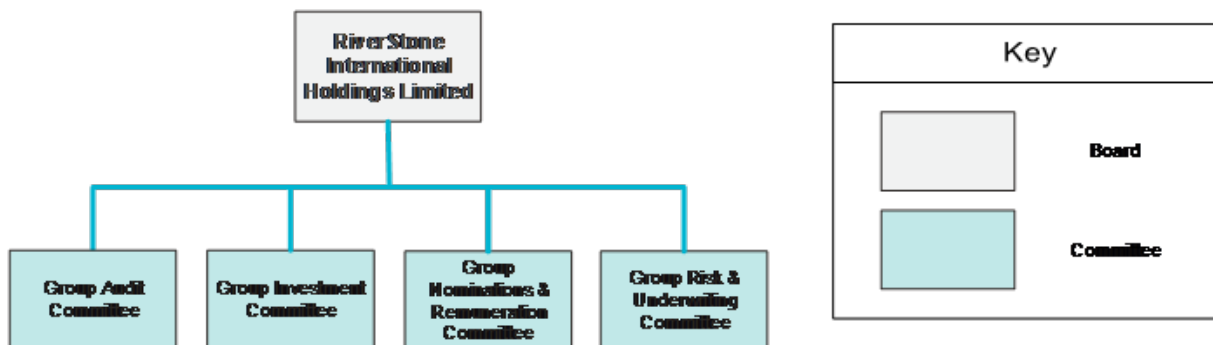 RiverStone
International
Holdings Limited
Key
Board
Committee
Group Audit
Committee
Group Investment
Committee
Group
Nominations &
Remuneration
Committee
Group Risk &
Underwriting
Committee